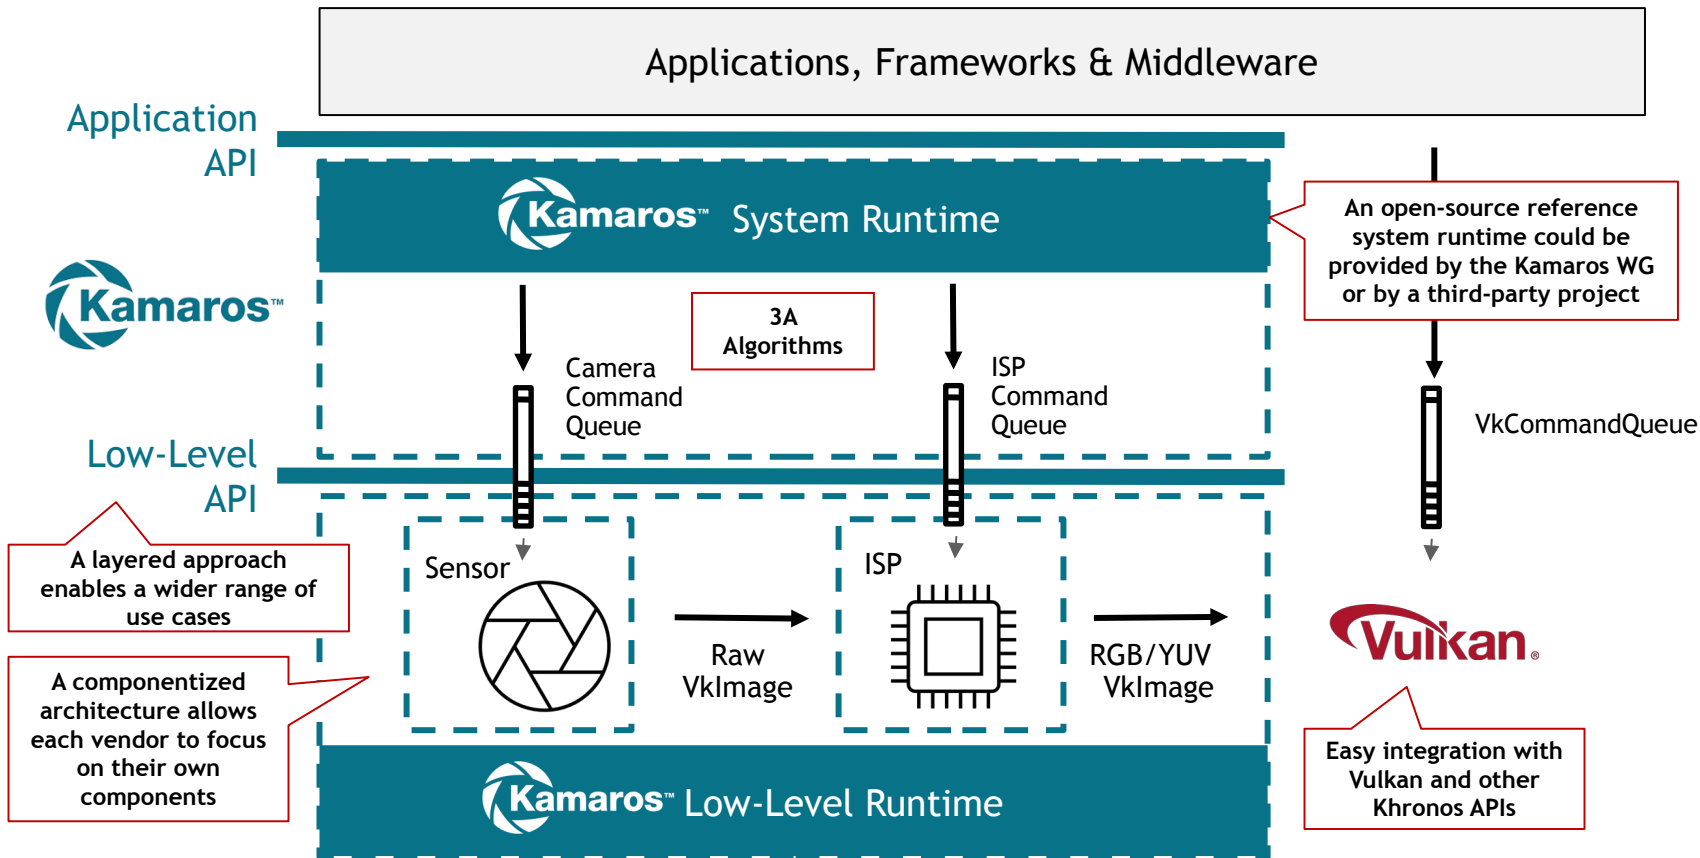 Applications, Frameworks & Middleware
Application
API
Kamaros™ System Runtime
An open-source reference
system runtime could be
provided by the Kamaros WG
or by a third-party project
Kamaros™
3A
Algorithms
Camera
Command
Queue
ISP
Command
Queue
VkCommandQueue
Low-Level
API
A layered approach
enables a wider range of
use cases
Sensor
ISP
Raw
VkImage
RGB/YUV
VkImage
Vulkan®
A componentized
architecture allows
each vendor to focus
on their own
components
Easy integration with
Vulkan and other
Khronos APIs
Kamaros™ Low-Level Runtime